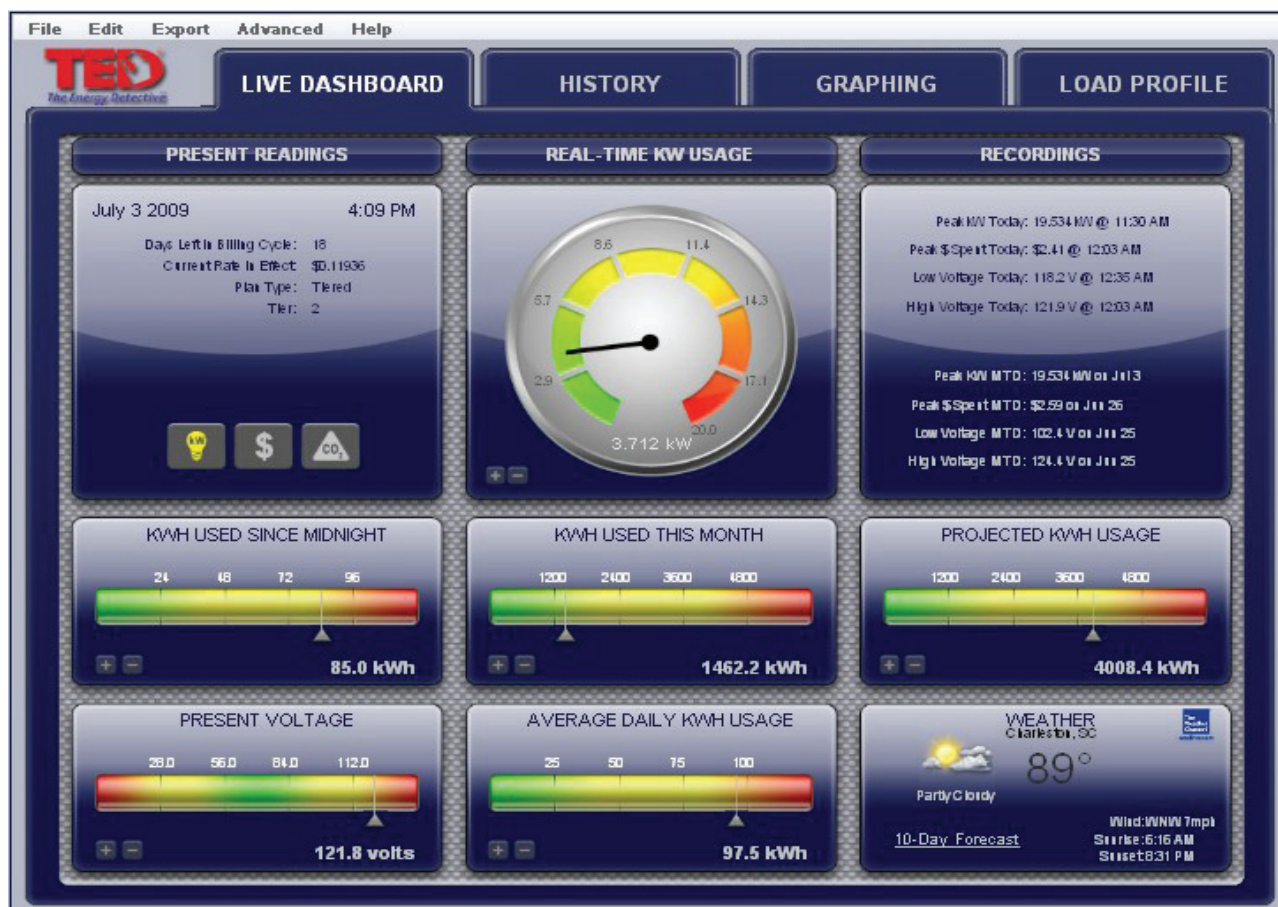 File Edit Export Advanced Help
TED
The Energy Detective
LIVE DASHBOARD
HISTORY
GRAPHING
LOAD PROFILE
PRESENT READINGS
July 3 2009 4:09 PM
Days Left in Billing Cycle: 18
Current Rate In Effect: $0.11936
Plan Type: Tiered
Tier: 2
kW
$
CO2
REAL-TIME KW USAGE
8.6 11.4
5.7 14.3
2.9 17.1
20.0
3.712 kW
+ −
RECORDINGS
Peak kW Today: 19.534 kW @ 11:30 AM
Peak $ Spent Today: $2.41 @ 12:03 AM
Low Voltage Today: 118.2 V @ 12:35 AM
High Voltage Today: 121.9 V @ 12:03 AM
Peak KW MTD: 19.534 kW on Jul 3
Peak $ Spent MTD: $2.59 on Jun 26
Low Voltage MTD: 102.4 V on Jun 25
High Voltage MTD: 124.4 V on Jun 25
KWH USED SINCE MIDNIGHT
24 48 72 96
+ − 85.0 kWh
KWH USED THIS MONTH
1200 2400 3600 4800
+ − 1462.2 kWh
PROJECTED KWH USAGE
1200 2400 3600 4800
+ − 4008.4 kWh
PRESENT VOLTAGE
28.0 56.0 84.0 112.0
+ − 121.8 volts
AVERAGE DAILY KWH USAGE
25 50 75 100
+ − 97.5 kWh
WEATHER
Charleston, SC
The Weather Channel
89°
Partly Cloudy
10-Day Forecast
Wind:WNW 7mph
Sunrise:6:16 AM
Sunset:8:31 PM